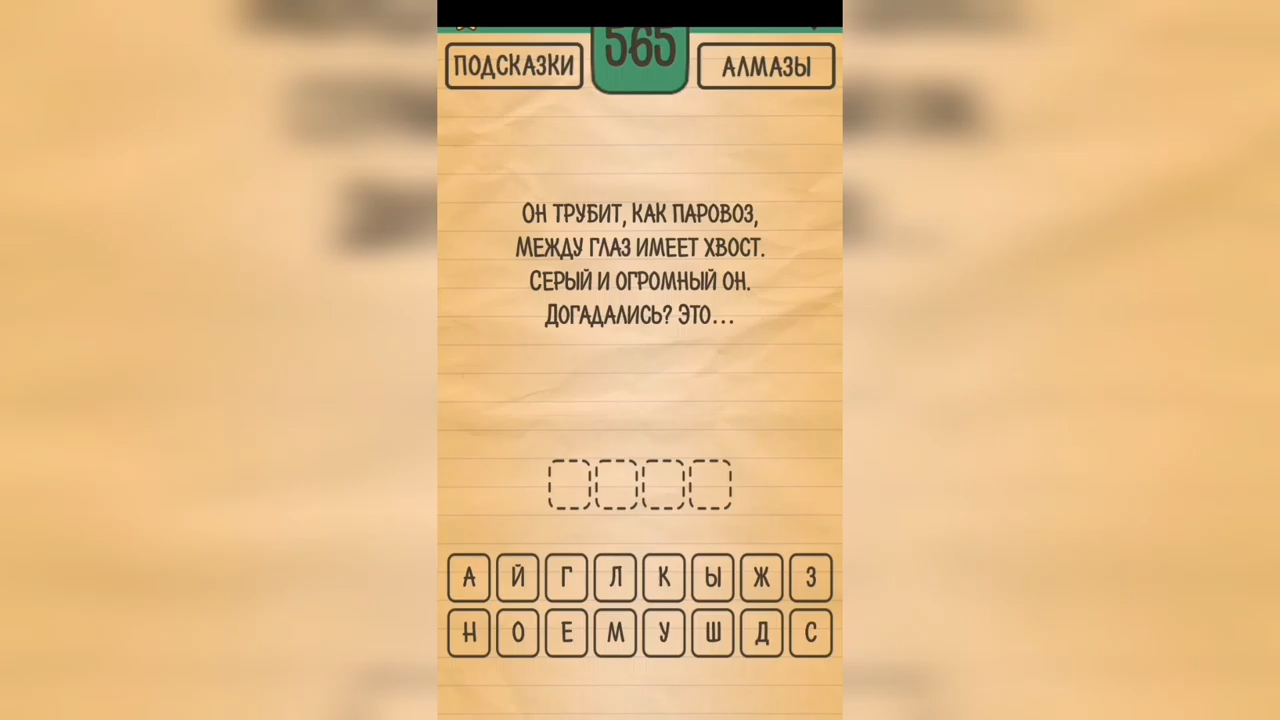 ПОДСКАЗКИ 565 АЛМАЗЫ
ОН ТРУБИТ, КАК ПАРОВОЗ,
МЕЖДУ ГЛАЗ ИМЕЕТ ХВОСТ.
СЕРЫЙ И ОГРОМНЫЙ ОН.
ДОГАДАЛИСЬ? ЭТО...
А Й Г Л К Ы Ж З
Н О Е М У Ш Д С